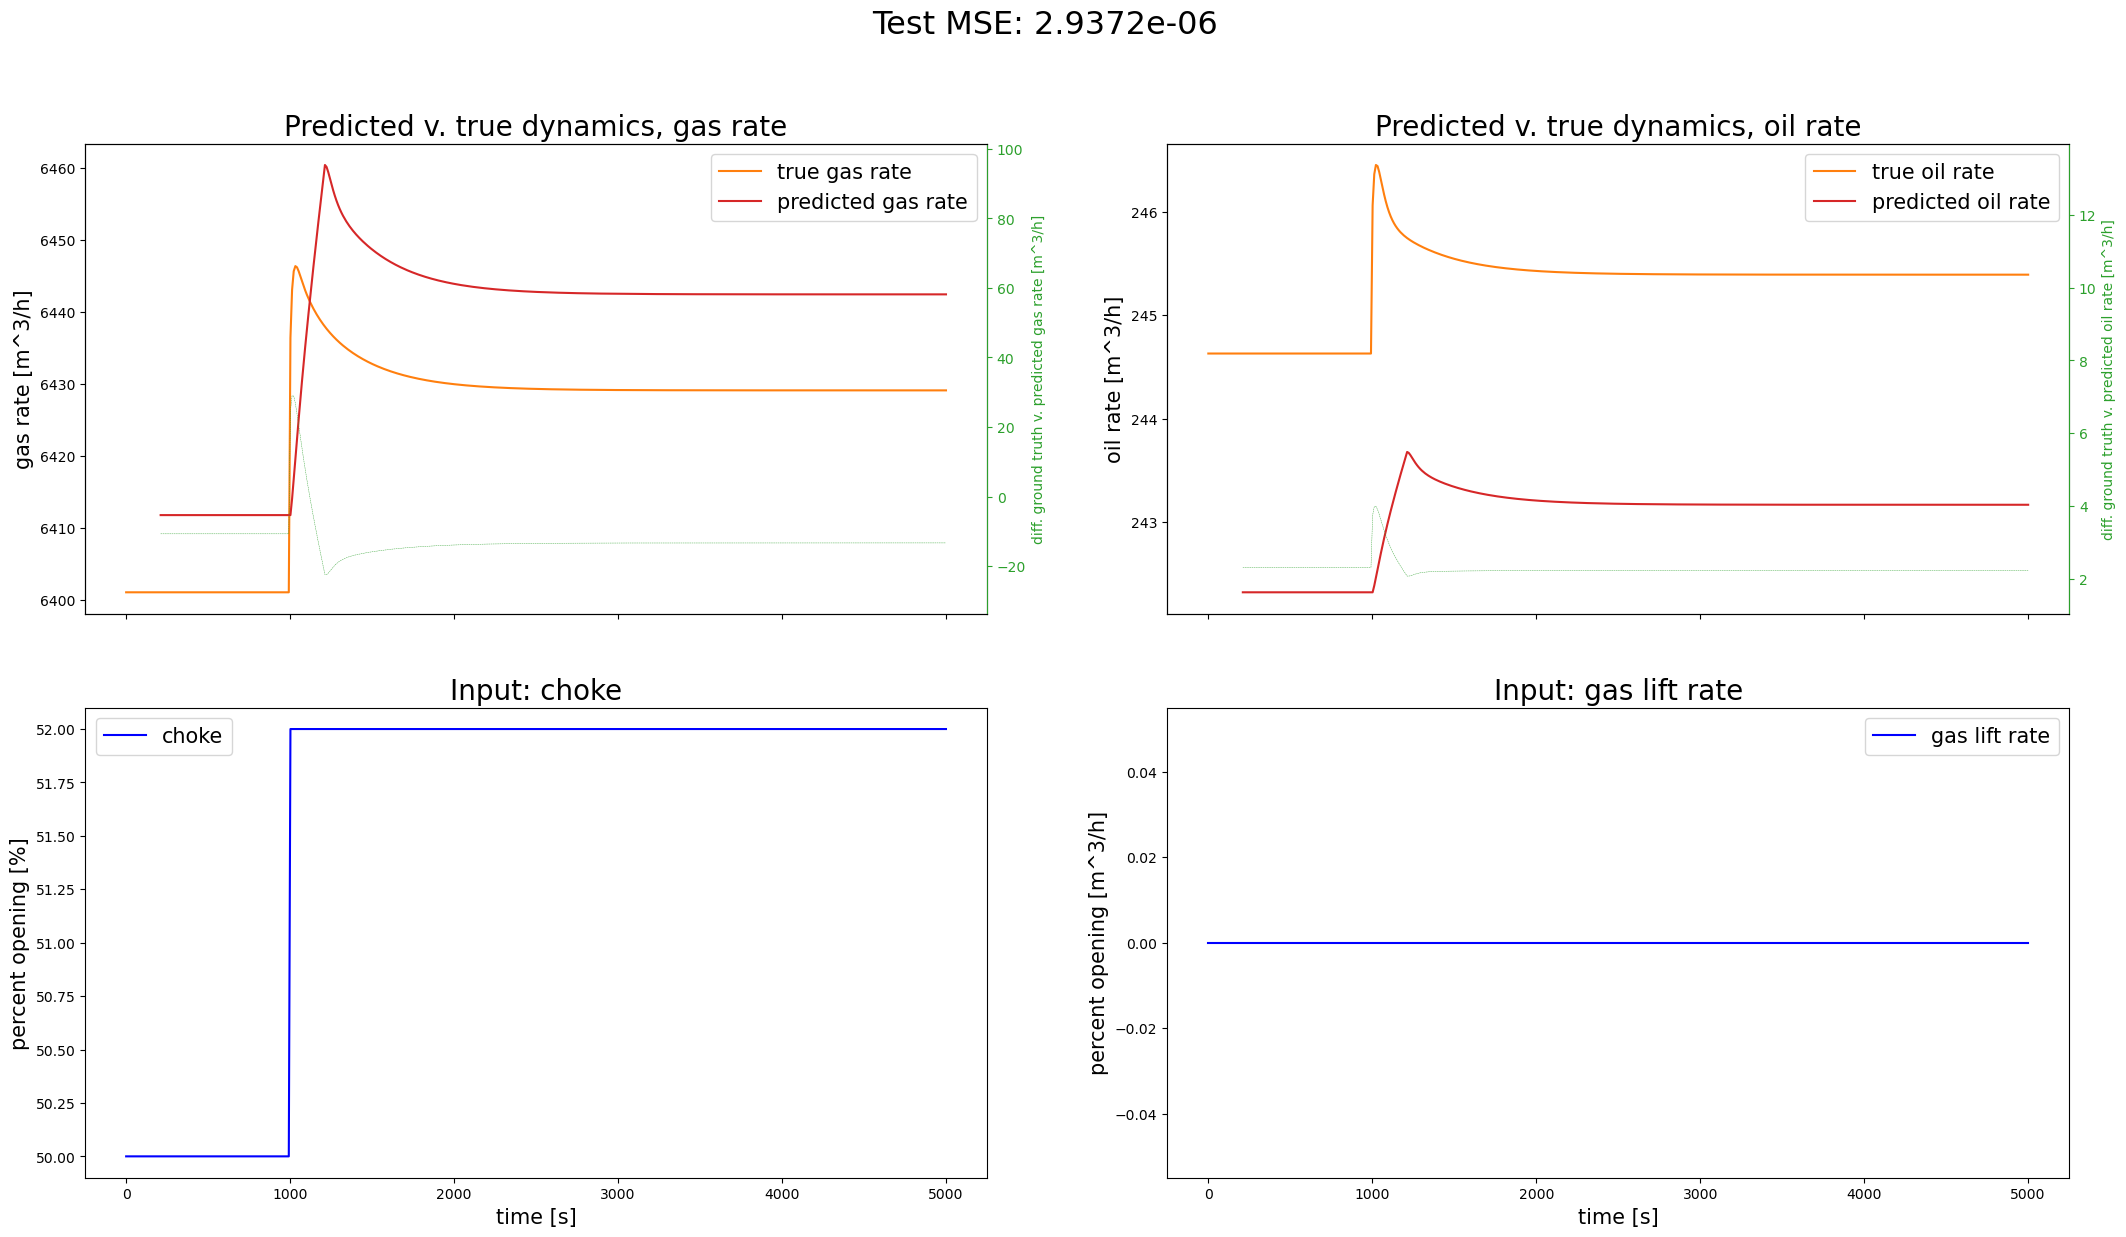 Test MSE: 2.9372e-06
Predicted v. true dynamics, gas rate
true gas rate
predicted gas rate
6460
6450
6440
6430
6420
6410
6400
gas rate [m^3/h]
100
80
60
40
20
0
−20
diff. ground truth v. predicted gas rate [m^3/h]
Predicted v. true dynamics, oil rate
true oil rate
predicted oil rate
246
245
244
243
oil rate [m^3/h]
12
10
8
6
4
2
diff. ground truth v. predicted oil rate [m^3/h]
Input: choke
choke
52.00
51.75
51.50
51.25
51.00
50.75
50.50
50.25
50.00
percent opening [%]
0
1000
2000
3000
4000
5000
time [s]
Input: gas lift rate
gas lift rate
0.04
0.02
0.00
−0.02
−0.04
percent opening [m^3/h]
0
1000
2000
3000
4000
5000
time [s]